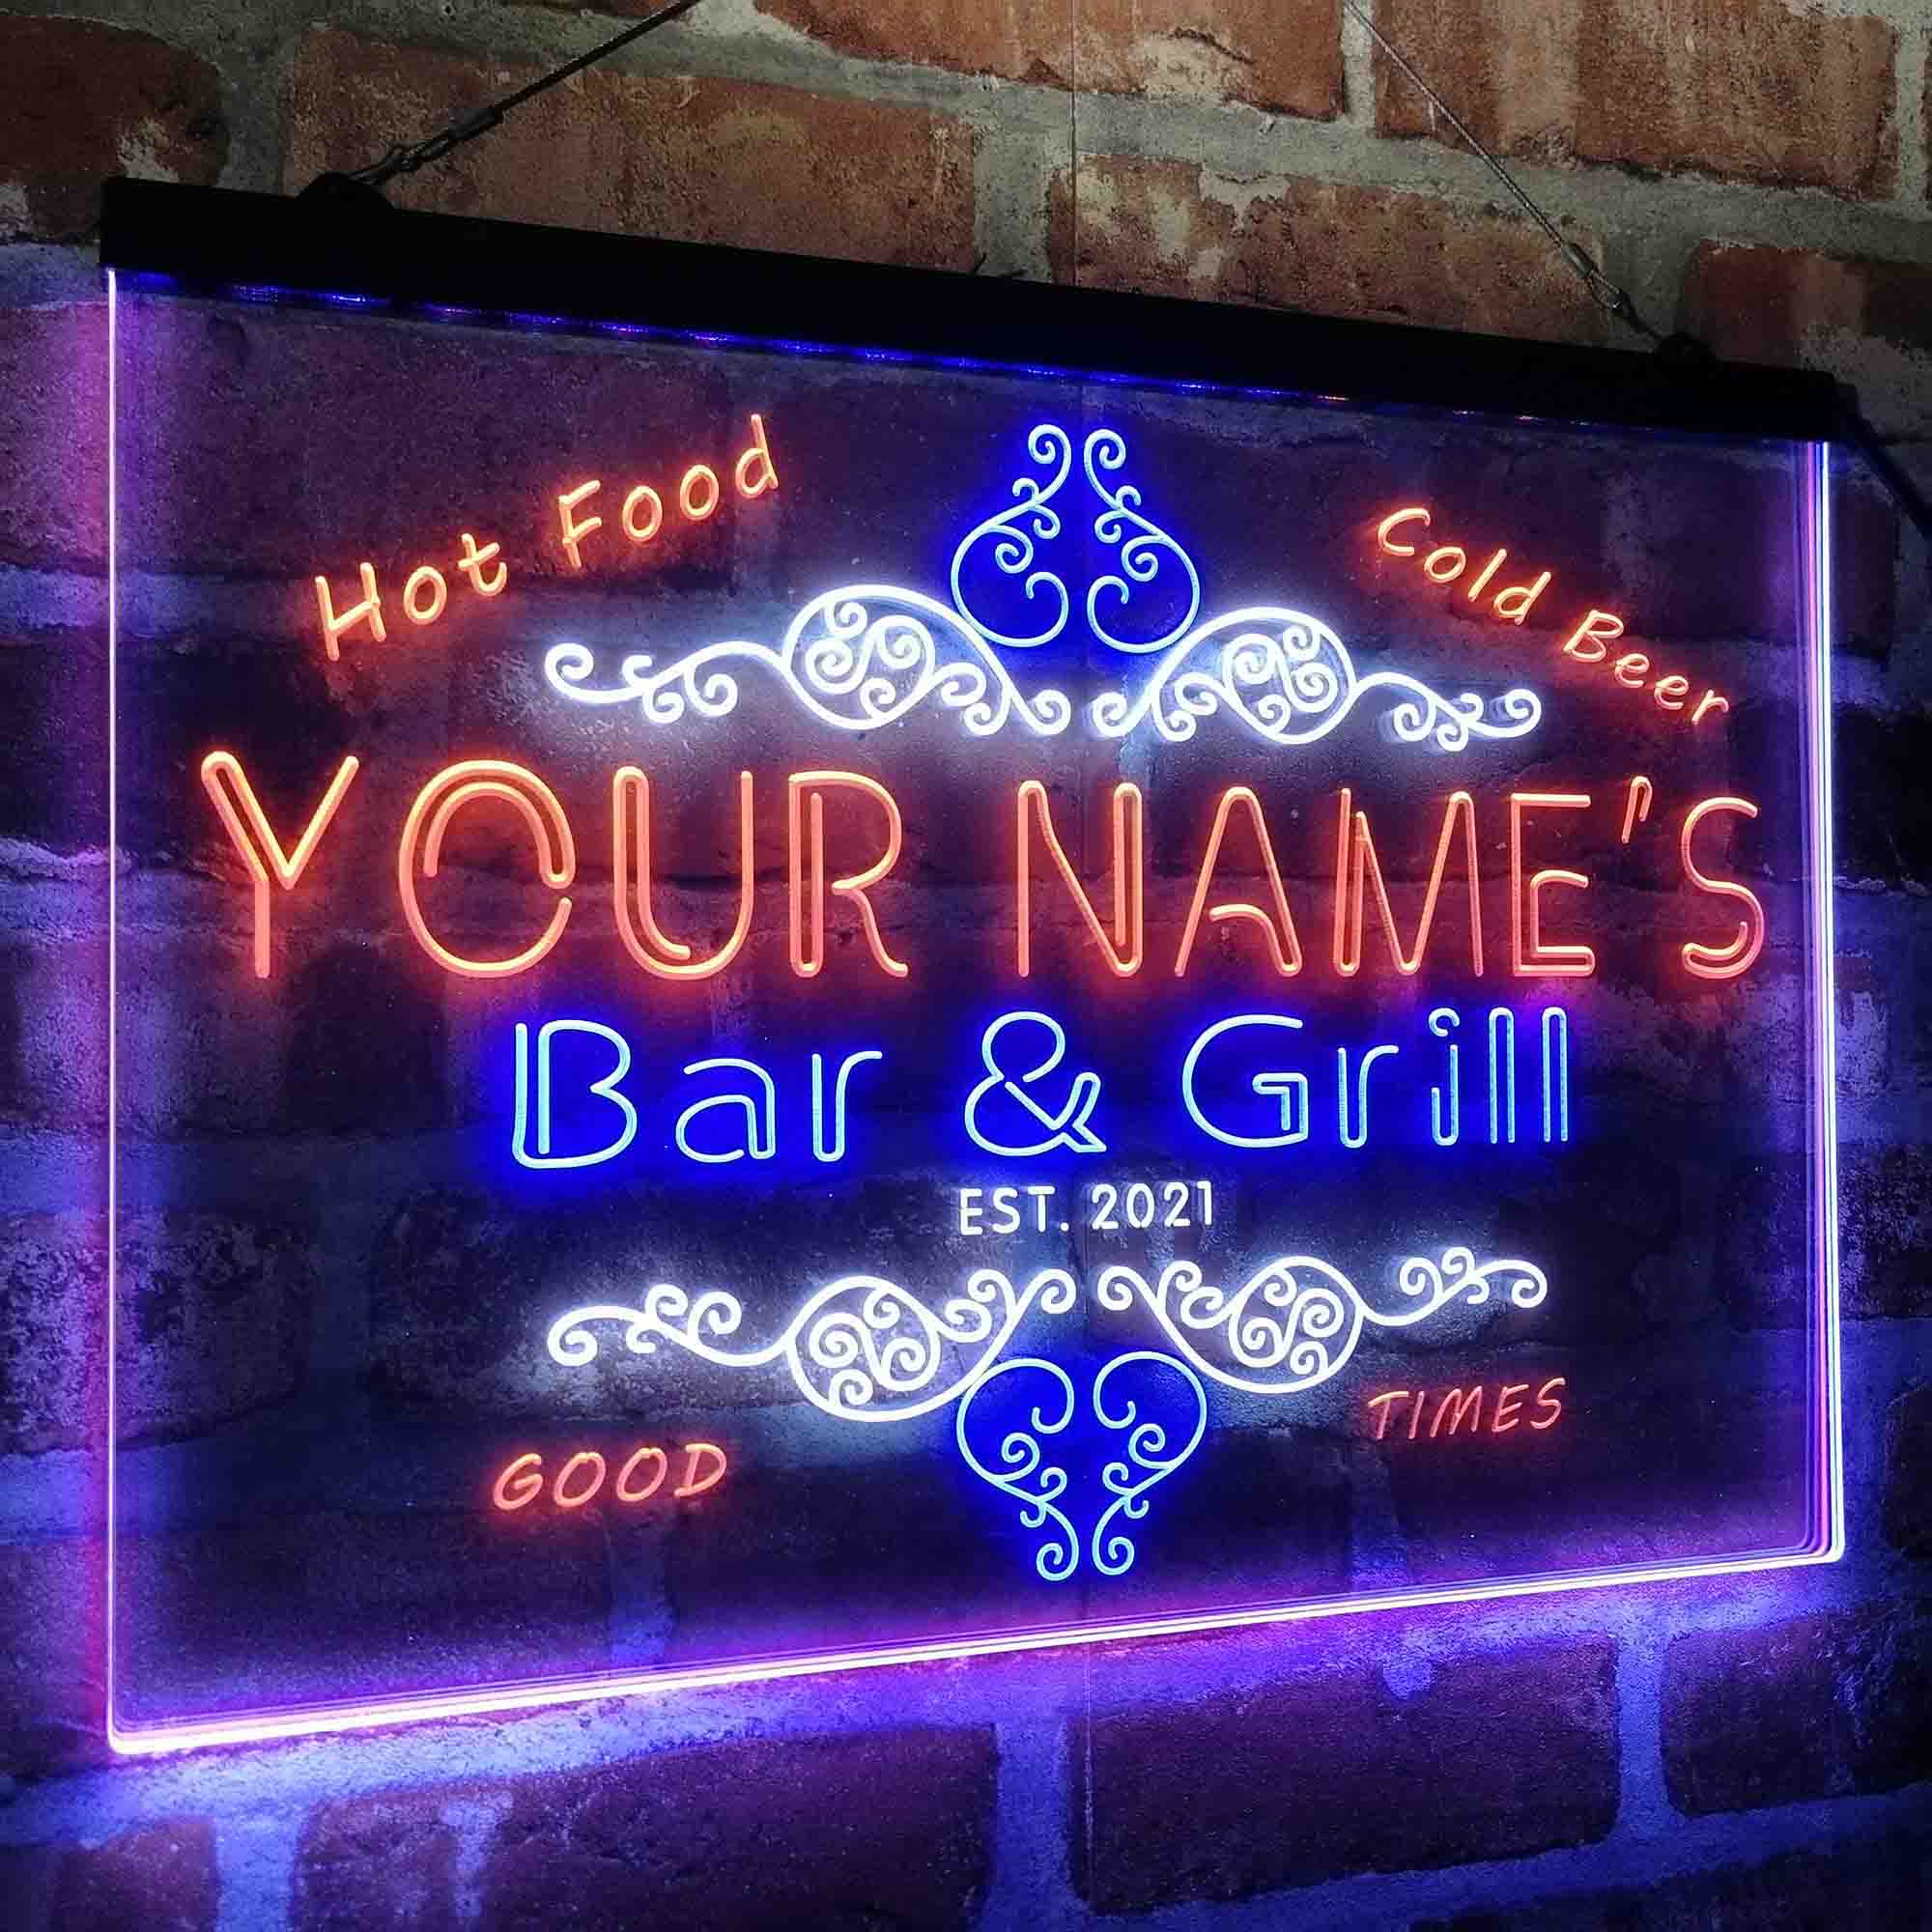 Hot Food
Cold Beer
YOUR NAME'S
Bar & Grill
EST. 2021
GOOD
TIMES